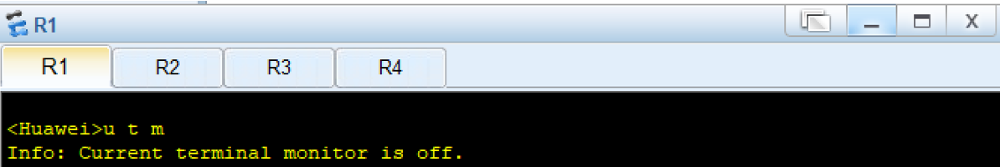 R1
R1 R2 R3 R4
<Huawei>u t m
Info: Current terminal monitor is off.